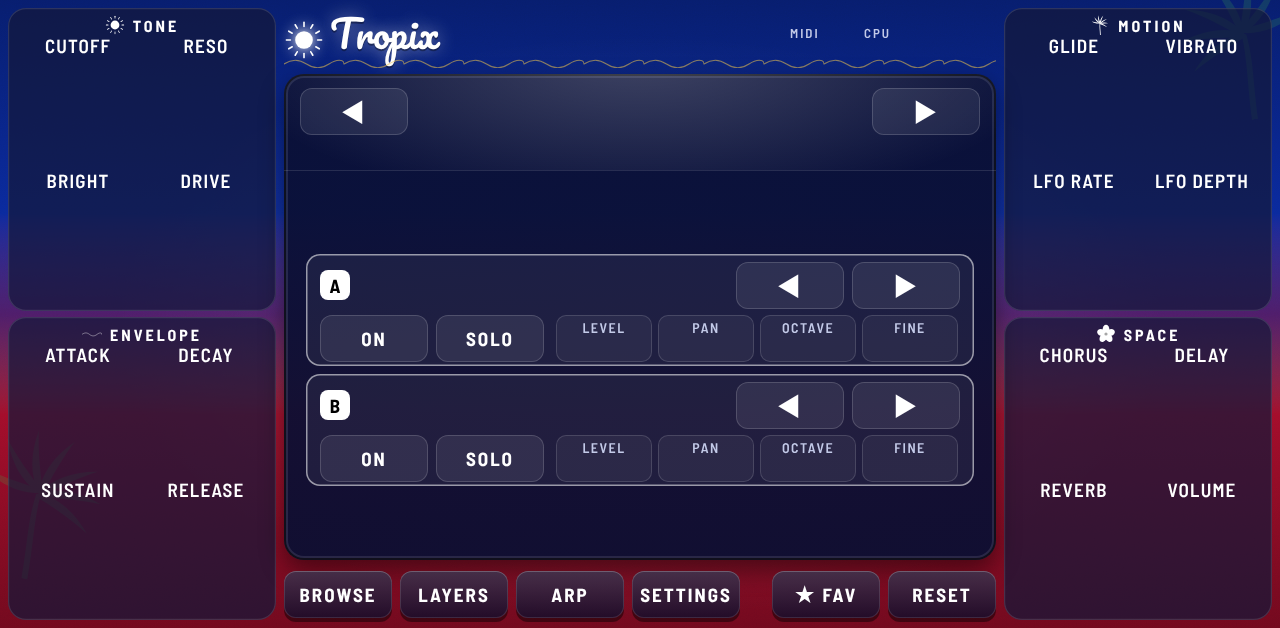 TONE
CUTOFF RESO
BRIGHT DRIVE
ENVELOPE
ATTACK DECAY
SUSTAIN RELEASE
Tropix
MIDI CPU
◀ ▶
A ◀ ▶
ON SOLO LEVEL PAN OCTAVE FINE
B ◀ ▶
ON SOLO LEVEL PAN OCTAVE FINE
BROWSE LAYERS ARP SETTINGS ★ FAV RESET
MOTION
GLIDE VIBRATO
LFO RATE LFO DEPTH
SPACE
CHORUS DELAY
REVERB VOLUME